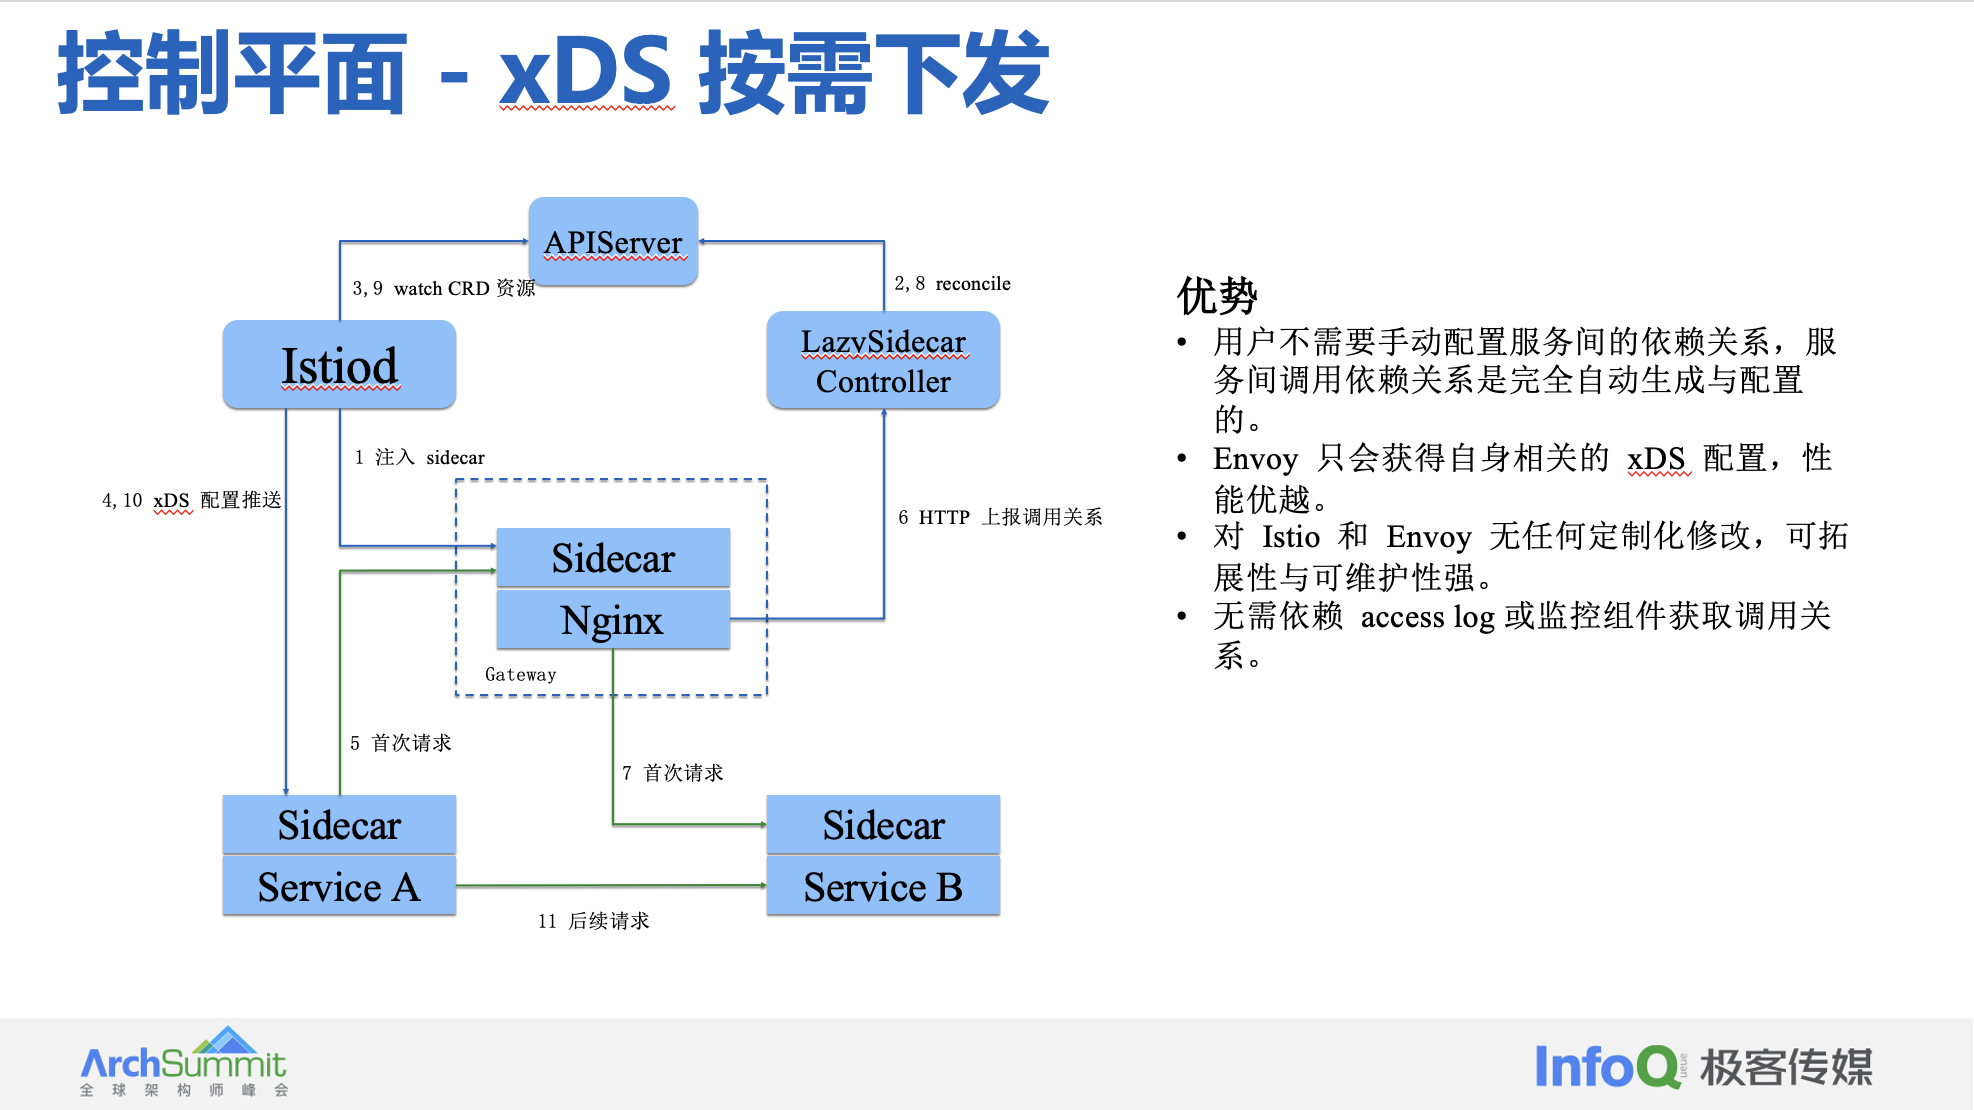 控制平面 - xDS 按需下发
APIServer
3,9 watch CRD 资源
2,8 reconcile
Istiod
LazySidecar
Controller
1 注入 sidecar
4,10 xDS 配置推送
6 HTTP 上报调用关系
Sidecar
Nginx
Gateway
5 首次请求
7 首次请求
Sidecar
Service A
Sidecar
Service B
11 后续请求
优势
• 用户不需要手动配置服务间的依赖关系，服
务间调用依赖关系是完全自动生成与配置
的。
• Envoy 只会获得自身相关的 xDS 配置，性
能优越。
• 对 Istio 和 Envoy 无任何定制化修改，可拓
展性与可维护性强。
• 无需依赖 access log 或监控组件获取调用关
系。
ArchSummit
全球架构师峰会
InfoQueue 极客传媒